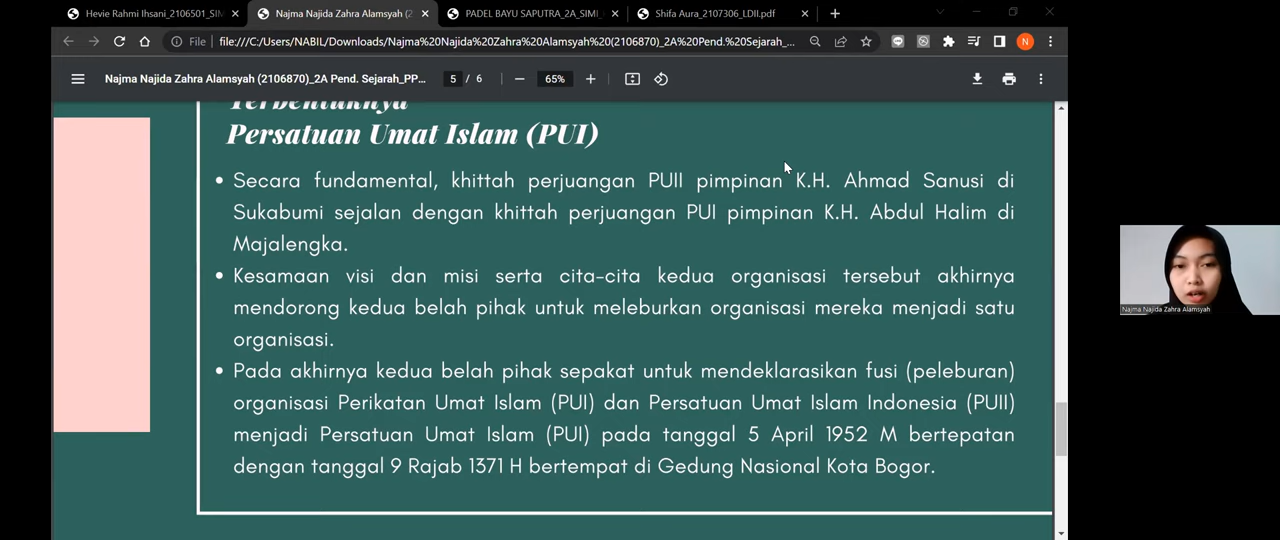 Hevie Rahmi Ihsani_2106501_SIM
Najma Najida Zahra Alamsyah (2
PADEL BAYU SAPUTRA_2A_SIMI_
Shifa Aura_2107306_LDII.pdf
File
file:///C:/Users/NABIL/Downloads/Najma%20Najida%20Zahra%20Alamsyah%20(2106870)_2A%20Pend.%20Sejarah_...
N
Najma Najida Zahra Alamsyah (2106870)_2A Pend. Sejarah_PP...
5 / 6
65%
Terbentuknya
Persatuan Umat Islam (PUI)
• Secara fundamental, khittah perjuangan PUII pimpinan K.H. Ahmad Sanusi di
Sukabumi sejalan dengan khittah perjuangan PUI pimpinan K.H. Abdul Halim di
Majalengka.
• Kesamaan visi dan misi serta cita-cita kedua organisasi tersebut akhirnya
mendorong kedua belah pihak untuk meleburkan organisasi mereka menjadi satu
organisasi.
• Pada akhirnya kedua belah pihak sepakat untuk mendeklarasikan fusi (peleburan)
organisasi Perikatan Umat Islam (PUI) dan Persatuan Umat Islam Indonesia (PUII)
menjadi Persatuan Umat Islam (PUI) pada tanggal 5 April 1952 M bertepatan
dengan tanggal 9 Rajab 1371 H bertempat di Gedung Nasional Kota Bogor.
Najma Najida Zahra Alamsyah